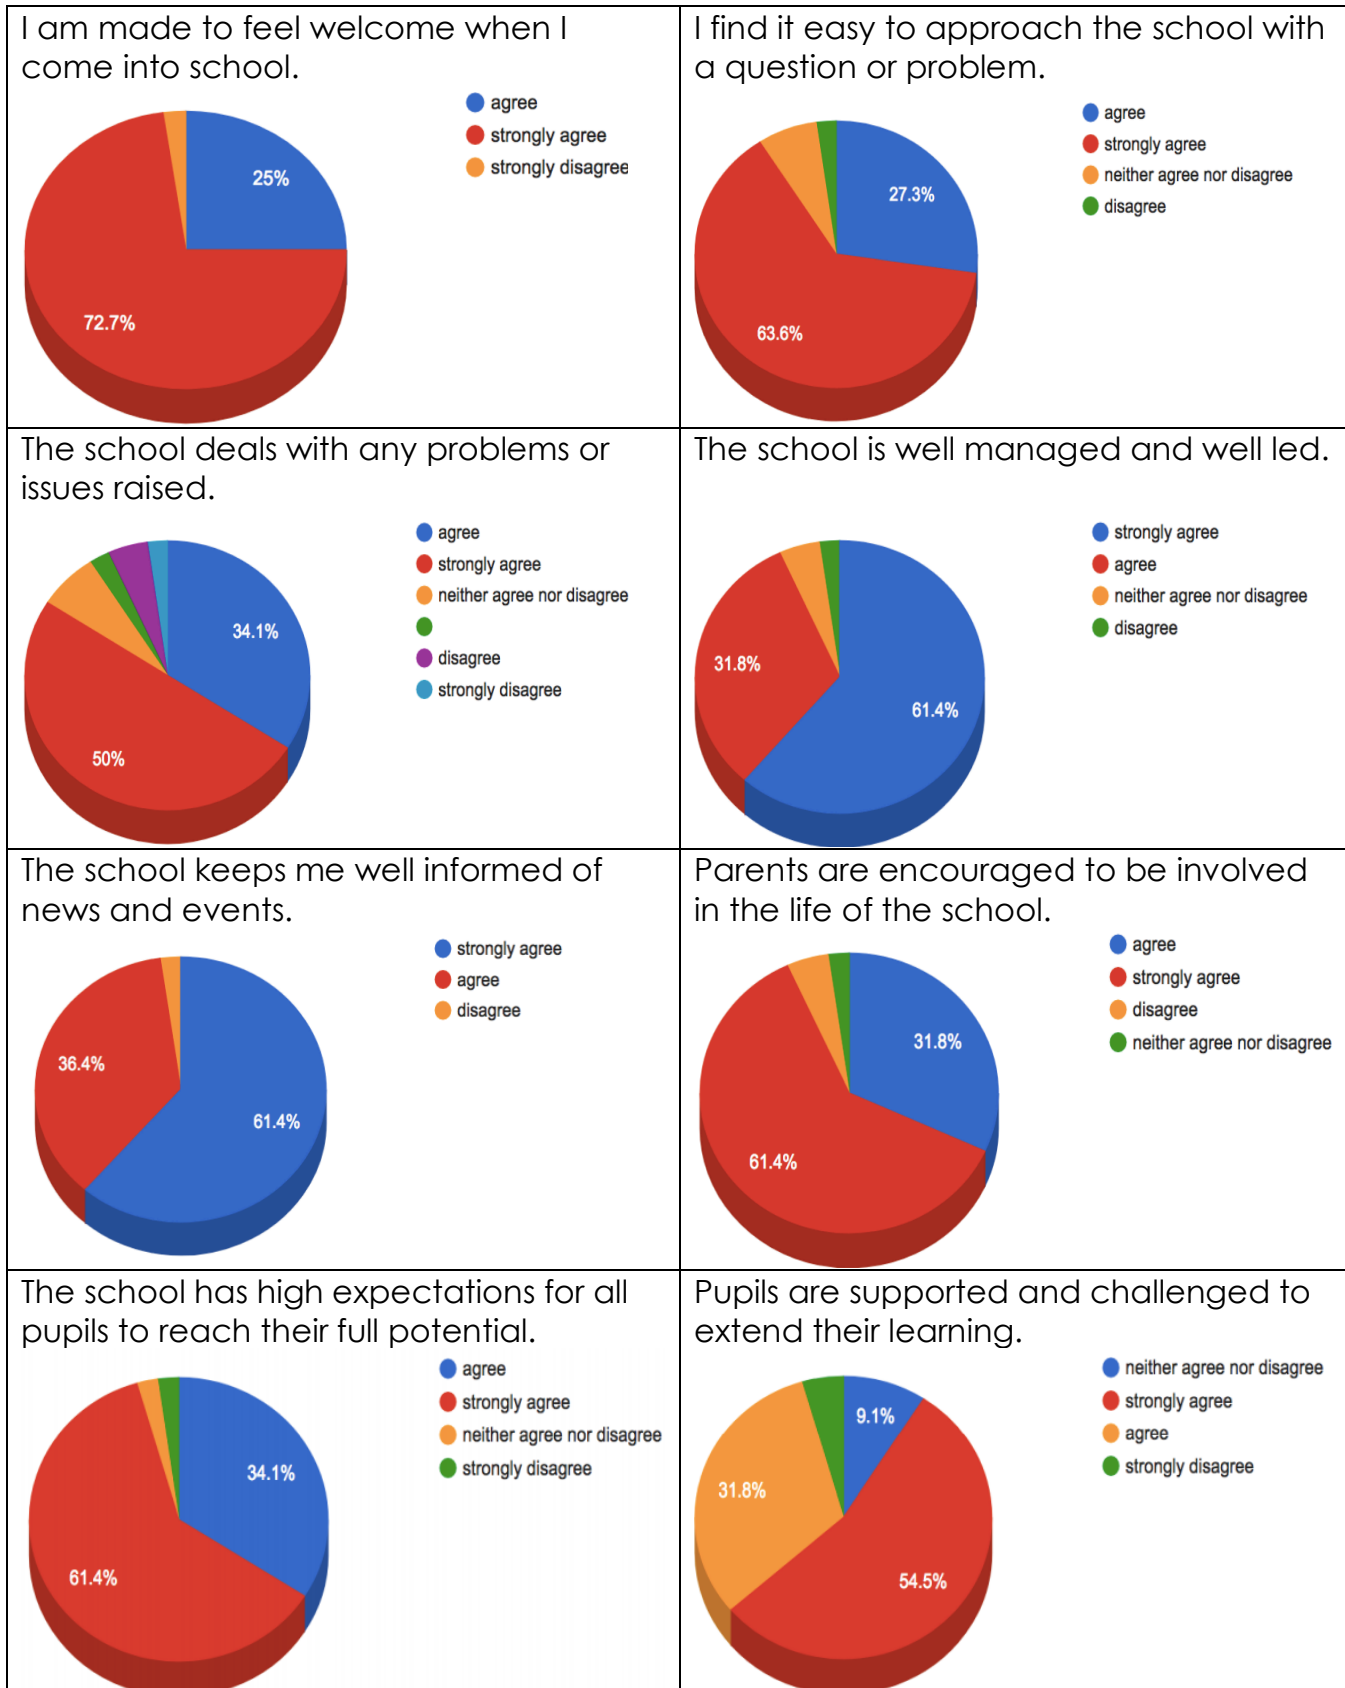 I am made to feel welcome when I
come into school.
agree
strongly agree
strongly disagree
25%
72.7%
I find it easy to approach the school with
a question or problem.
agree
strongly agree
neither agree nor disagree
disagree
27.3%
63.6%
The school deals with any problems or
issues raised.
agree
strongly agree
neither agree nor disagree
disagree
strongly disagree
34.1%
50%
The school is well managed and well led.
strongly agree
agree
neither agree nor disagree
disagree
31.8%
61.4%
The school keeps me well informed of
news and events.
strongly agree
agree
disagree
36.4%
61.4%
Parents are encouraged to be involved
in the life of the school.
agree
strongly agree
disagree
neither agree nor disagree
31.8%
61.4%
The school has high expectations for all
pupils to reach their full potential.
agree
strongly agree
neither agree nor disagree
strongly disagree
34.1%
61.4%
Pupils are supported and challenged to
extend their learning.
neither agree nor disagree
strongly agree
agree
strongly disagree
9.1%
31.8%
54.5%